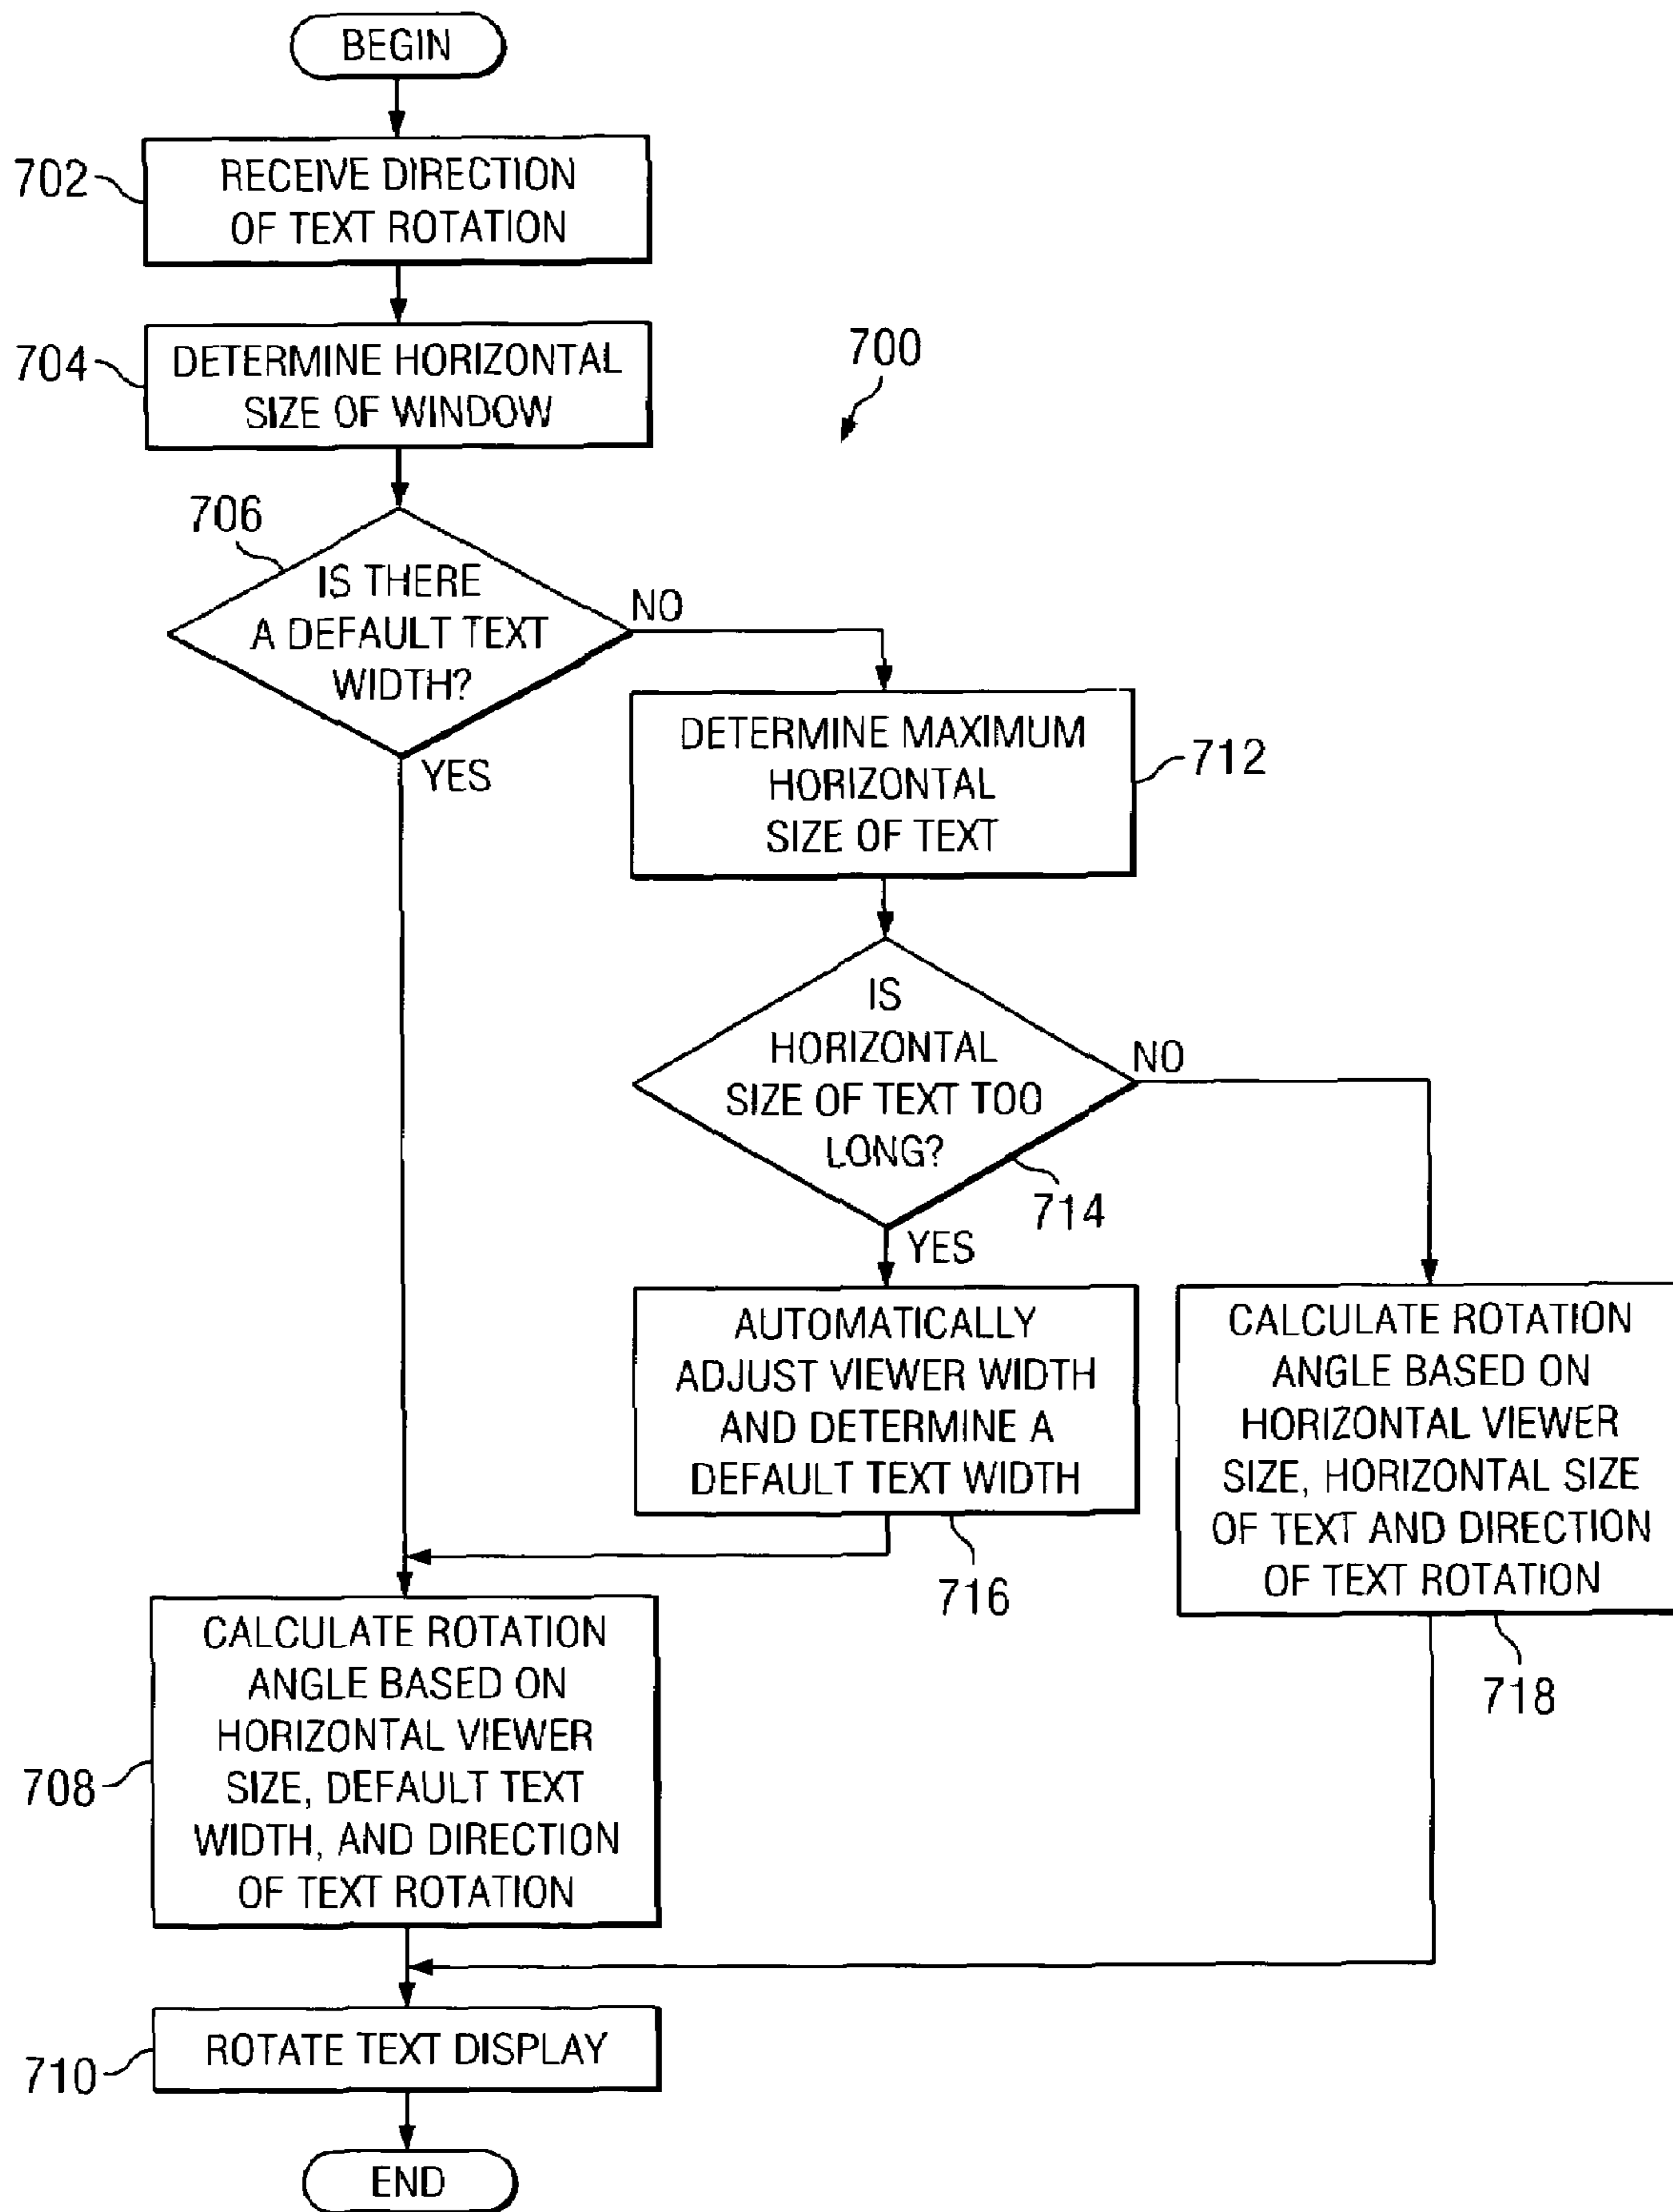 BEGIN
702
RECEIVE DIRECTION
OF TEXT ROTATION
704
DETERMINE HORIZONTAL
SIZE OF WINDOW
700
706
IS THERE
A DEFAULT TEXT
WIDTH?
NO
YES
DETERMINE MAXIMUM
HORIZONTAL
SIZE OF TEXT
712
IS
HORIZONTAL
SIZE OF TEXT TOO
LONG?
NO
714
YES
AUTOMATICALLY
ADJUST VIEWER WIDTH
AND DETERMINE A
DEFAULT TEXT WIDTH
716
CALCULATE ROTATION
ANGLE BASED ON
HORIZONTAL VIEWER
SIZE, HORIZONTAL SIZE
OF TEXT AND DIRECTION
OF TEXT ROTATION
718
708
CALCULATE ROTATION
ANGLE BASED ON
HORIZONTAL VIEWER
SIZE, DEFAULT TEXT
WIDTH, AND DIRECTION
OF TEXT ROTATION
710
ROTATE TEXT DISPLAY
END